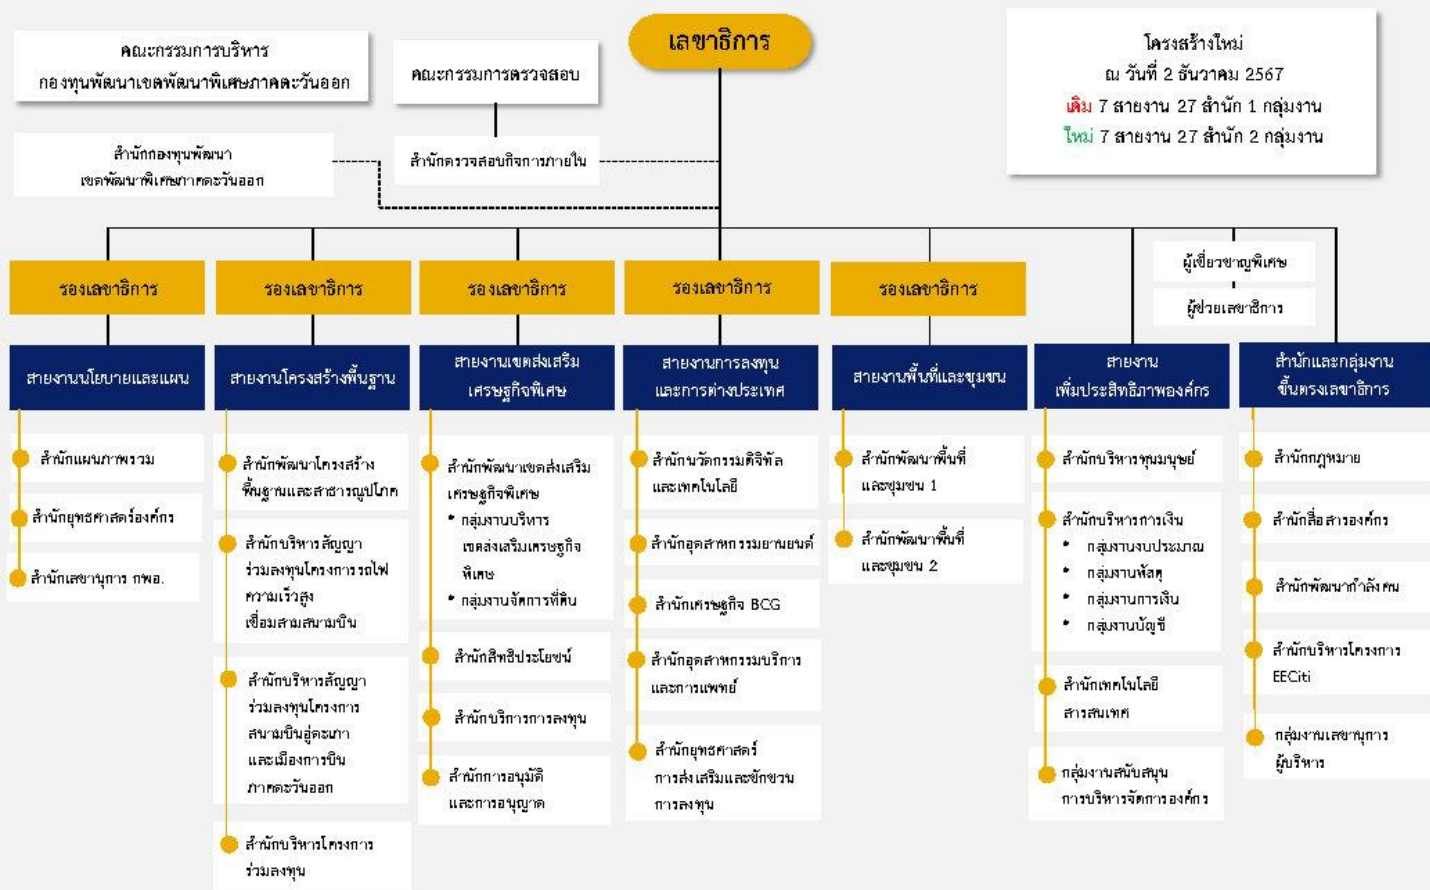 เลขาธิการ
คณะกรรมการบริหาร
กองทุนพัฒนาเขตพัฒนาพิเศษภาคตะวันออก
คณะกรรมการตรวจสอบ
โครงสร้างใหม่
ณ วันที่ 2 ธันวาคม 2567
เดิม 7 สายงาน 27 สำนัก 1 กลุ่มงาน
ใหม่ 7 สายงาน 27 สำนัก 2 กลุ่มงาน
สำนักกองทุนพัฒนา
เขตพัฒนาพิเศษภาคตะวันออก
สำนักตรวจสอบกิจการภายใน
ผู้เชี่ยวชาญพิเศษ
ผู้ช่วยเลขาธิการ
รองเลขาธิการ
สายงานนโยบายและแผน
สำนักแผนภาพรวม
สำนักยุทธศาสตร์องค์กร
สำนักเลขานุการ กพอ.
รองเลขาธิการ
สายงานโครงสร้างพื้นฐาน
สำนักพัฒนาโครงสร้าง
พื้นฐานและสาธารณูปโภค
สำนักบริหารสัญญา
ร่วมลงทุนโครงการรถไฟ
ความเร็วสูง
เชื่อมสามสนามบิน
สำนักบริหารสัญญา
ร่วมลงทุนโครงการ
สนามบินอู่ตะเภา
และเมืองการบิน
ภาคตะวันออก
สำนักบริหารโครงการ
ร่วมลงทุน
รองเลขาธิการ
สายงานเขตส่งเสริม
เศรษฐกิจพิเศษ
สำนักพัฒนาเขตส่งเสริม
เศรษฐกิจพิเศษ
• กลุ่มงานบริหาร
เขตส่งเสริมเศรษฐกิจ
พิเศษ
• กลุ่มงานจัดการที่ดิน
สำนักสิทธิประโยชน์
สำนักบริการการลงทุน
สำนักการอนุมัติ
และการอนุญาต
รองเลขาธิการ
สายงานการลงทุน
และการต่างประเทศ
สำนักนวัตกรรมดิจิทัล
และเทคโนโลยี
สำนักอุตสาหกรรมยานยนต์
สำนักเศรษฐกิจ BCG
สำนักอุตสาหกรรมบริการ
และการแพทย์
สำนักยุทธศาสตร์
การส่งเสริมและชักชวน
การลงทุน
รองเลขาธิการ
สายงานพื้นที่และชุมชน
สำนักพัฒนาพื้นที่
และชุมชน 1
สำนักพัฒนาพื้นที่
และชุมชน 2
สายงาน
เพิ่มประสิทธิภาพองค์กร
สำนักบริหารทุนมนุษย์
สำนักบริหารการเงิน
• กลุ่มงานงบประมาณ
• กลุ่มงานพัสดุ
• กลุ่มงานการเงิน
• กลุ่มงานบัญชี
สำนักเทคโนโลยี
สารสนเทศ
กลุ่มงานสนับสนุน
การบริหารจัดการองค์กร
สำนักและกลุ่มงาน
ขึ้นตรงเลขาธิการ
สำนักกฎหมาย
สำนักสื่อสารองค์กร
สำนักพัฒนากำลังคน
สำนักบริหารโครงการ
EECiti
กลุ่มงานเลขานุการ
ผู้บริหาร